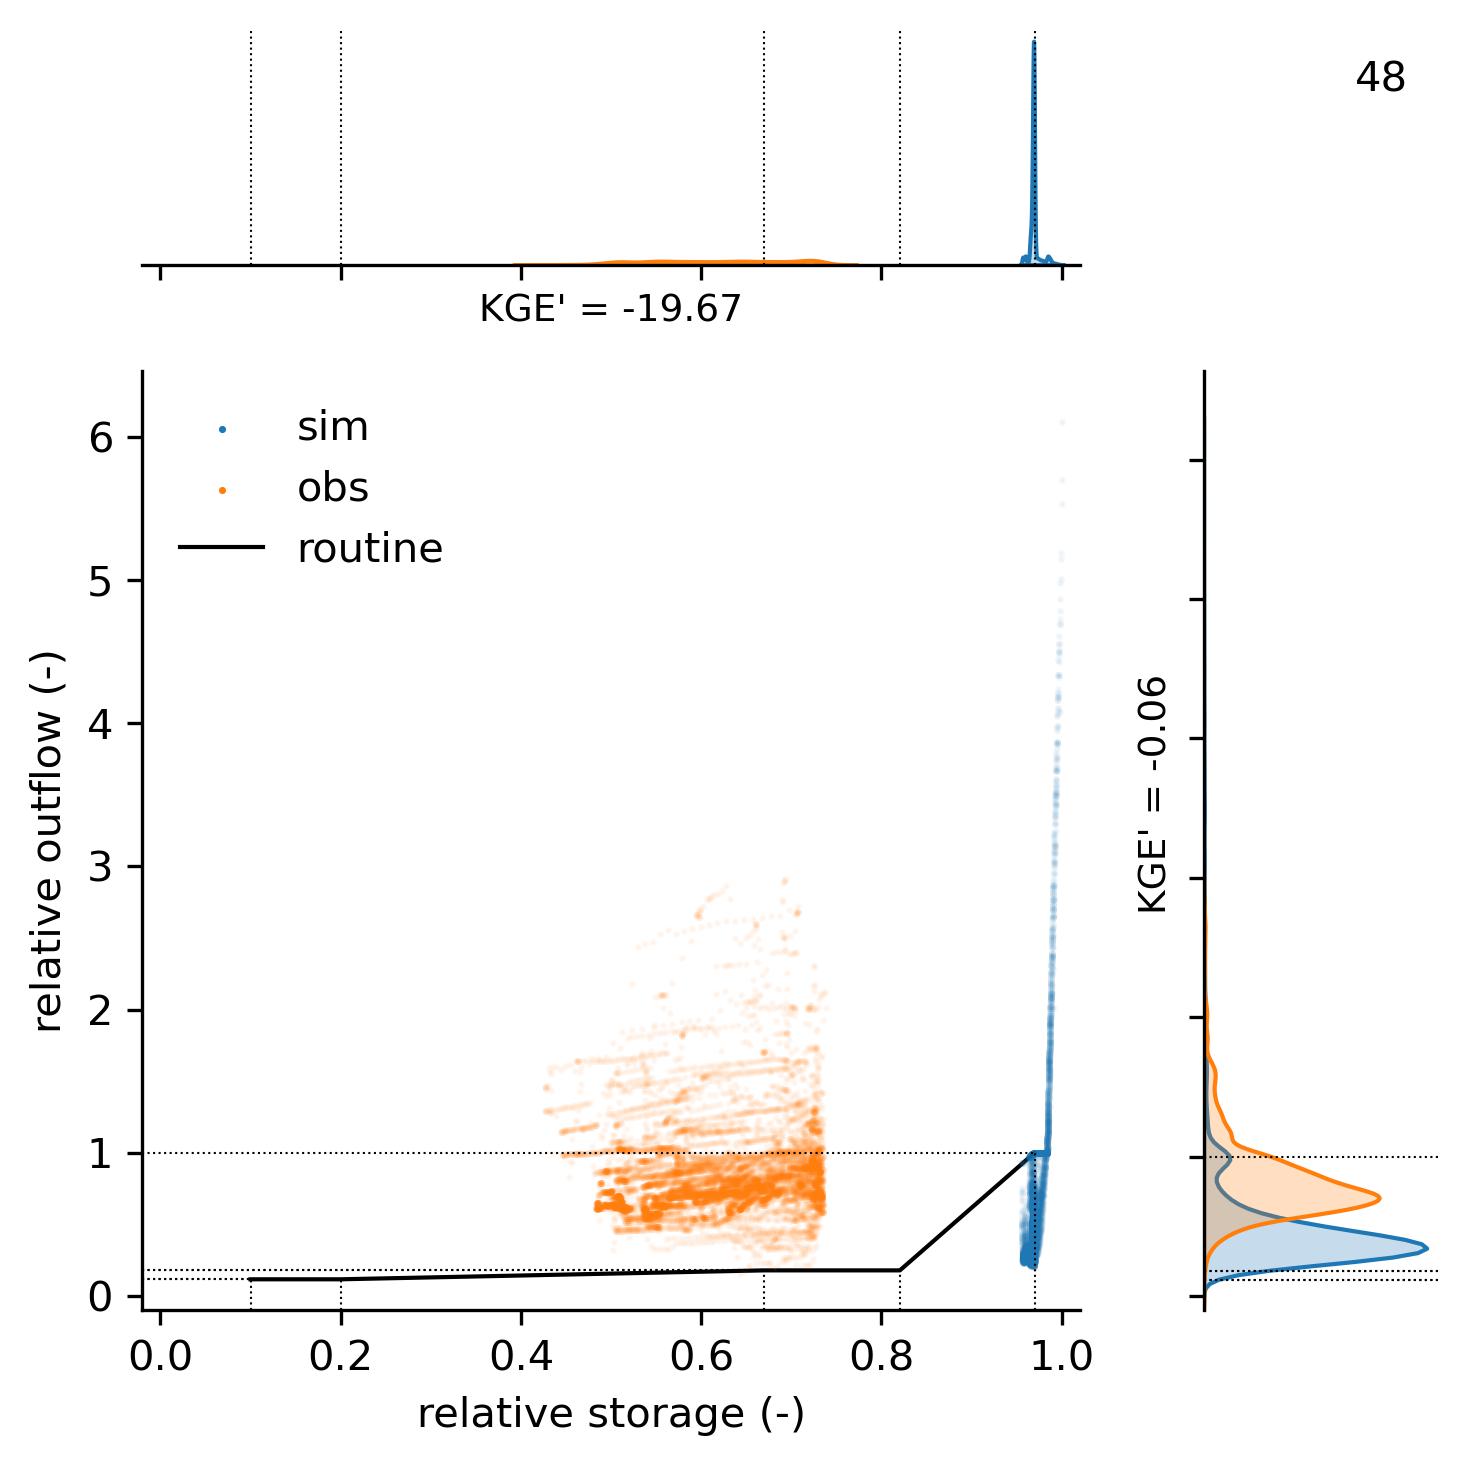 48
KGE' = -19.67
sim
obs
routine
6
5
4
3
2
1
0
relative outflow (-)
KGE' = -0.06
0.0 0.2 0.4 0.6 0.8 1.0
relative storage (-)